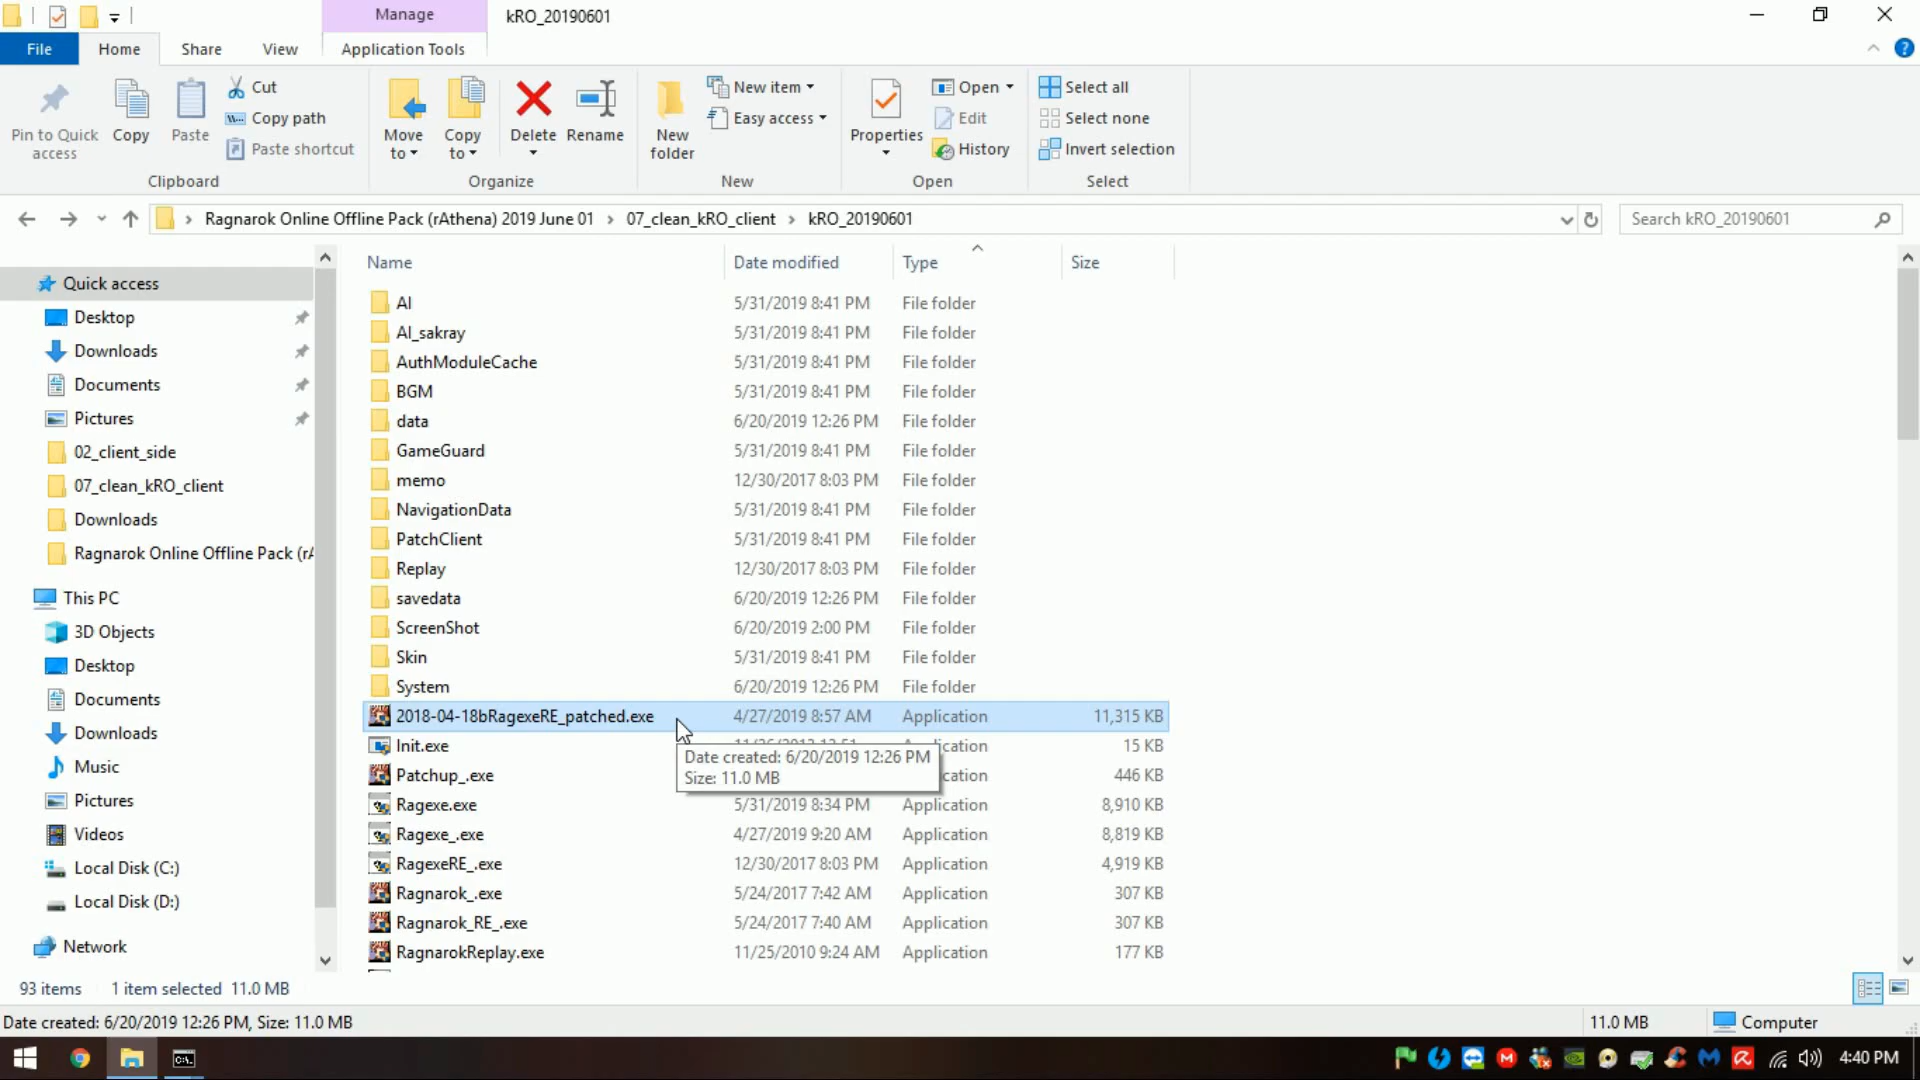 Manage
kRO_20190601
File
Home
Share
View
Application Tools
Pin to Quick access
Copy
Paste
Cut
Copy path
Paste shortcut
Clipboard
Move to
Copy to
Delete
Rename
Organize
New folder
New item
Easy access
New
Properties
Open
Edit
History
Open
Select all
Select none
Invert selection
Select
Ragnarok Online Offline Pack (rAthena) 2019 June 01 › 07_clean_kRO_client › kRO_20190601
Search kRO_20190601
Quick access
Desktop
Downloads
Documents
Pictures
02_client_side
07_clean_kRO_client
Downloads
Ragnarok Online Offline Pack (rA
This PC
3D Objects
Desktop
Documents
Downloads
Music
Pictures
Videos
Local Disk (C:)
Local Disk (D:)
Network
Name Date modified Type Size
AI 5/31/2019 8:41 PM File folder
AI_sakray 5/31/2019 8:41 PM File folder
AuthModuleCache 5/31/2019 8:41 PM File folder
BGM 5/31/2019 8:41 PM File folder
data 6/20/2019 12:26 PM File folder
GameGuard 5/31/2019 8:41 PM File folder
memo 12/30/2017 8:03 PM File folder
NavigationData 5/31/2019 8:41 PM File folder
PatchClient 5/31/2019 8:41 PM File folder
Replay 12/30/2017 8:03 PM File folder
savedata 6/20/2019 12:26 PM File folder
ScreenShot 6/20/2019 2:00 PM File folder
Skin 5/31/2019 8:41 PM File folder
System 6/20/2019 12:26 PM File folder
2018-04-18bRagexeRE_patched.exe 4/27/2019 8:57 AM Application 11,315 KB
Init.exe 15 KB
Date created: 6/20/2019 12:26 PM
Size: 11.0 MB
Patchup_.exe 446 KB
Ragexe.exe 5/31/2019 8:34 PM Application 8,910 KB
Ragexe_.exe 4/27/2019 9:20 AM Application 8,819 KB
RagexeRE_.exe 12/30/2017 8:03 PM Application 4,919 KB
Ragnarok_.exe 5/24/2017 7:42 AM Application 307 KB
Ragnarok_RE_.exe 5/24/2017 7:40 AM Application 307 KB
RagnarokReplay.exe 11/25/2010 9:24 AM Application 177 KB
93 items 1 item selected 11.0 MB
Date created: 6/20/2019 12:26 PM, Size: 11.0 MB
11.0 MB
Computer
4:40 PM